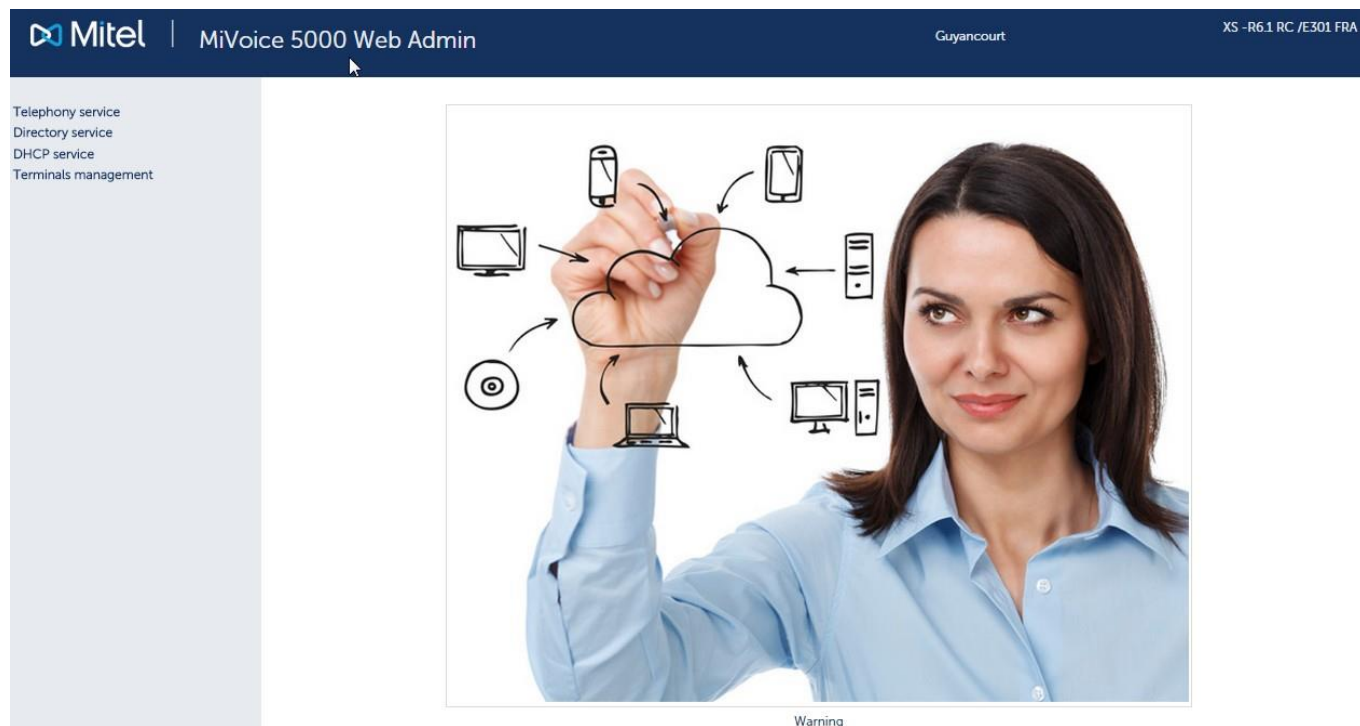 Mitel
MiVoice 5000 Web Admin
Guyancourt
XS -R6.1 RC /E301 FRA
Telephony service
Directory service
DHCP service
Terminals management
Warning